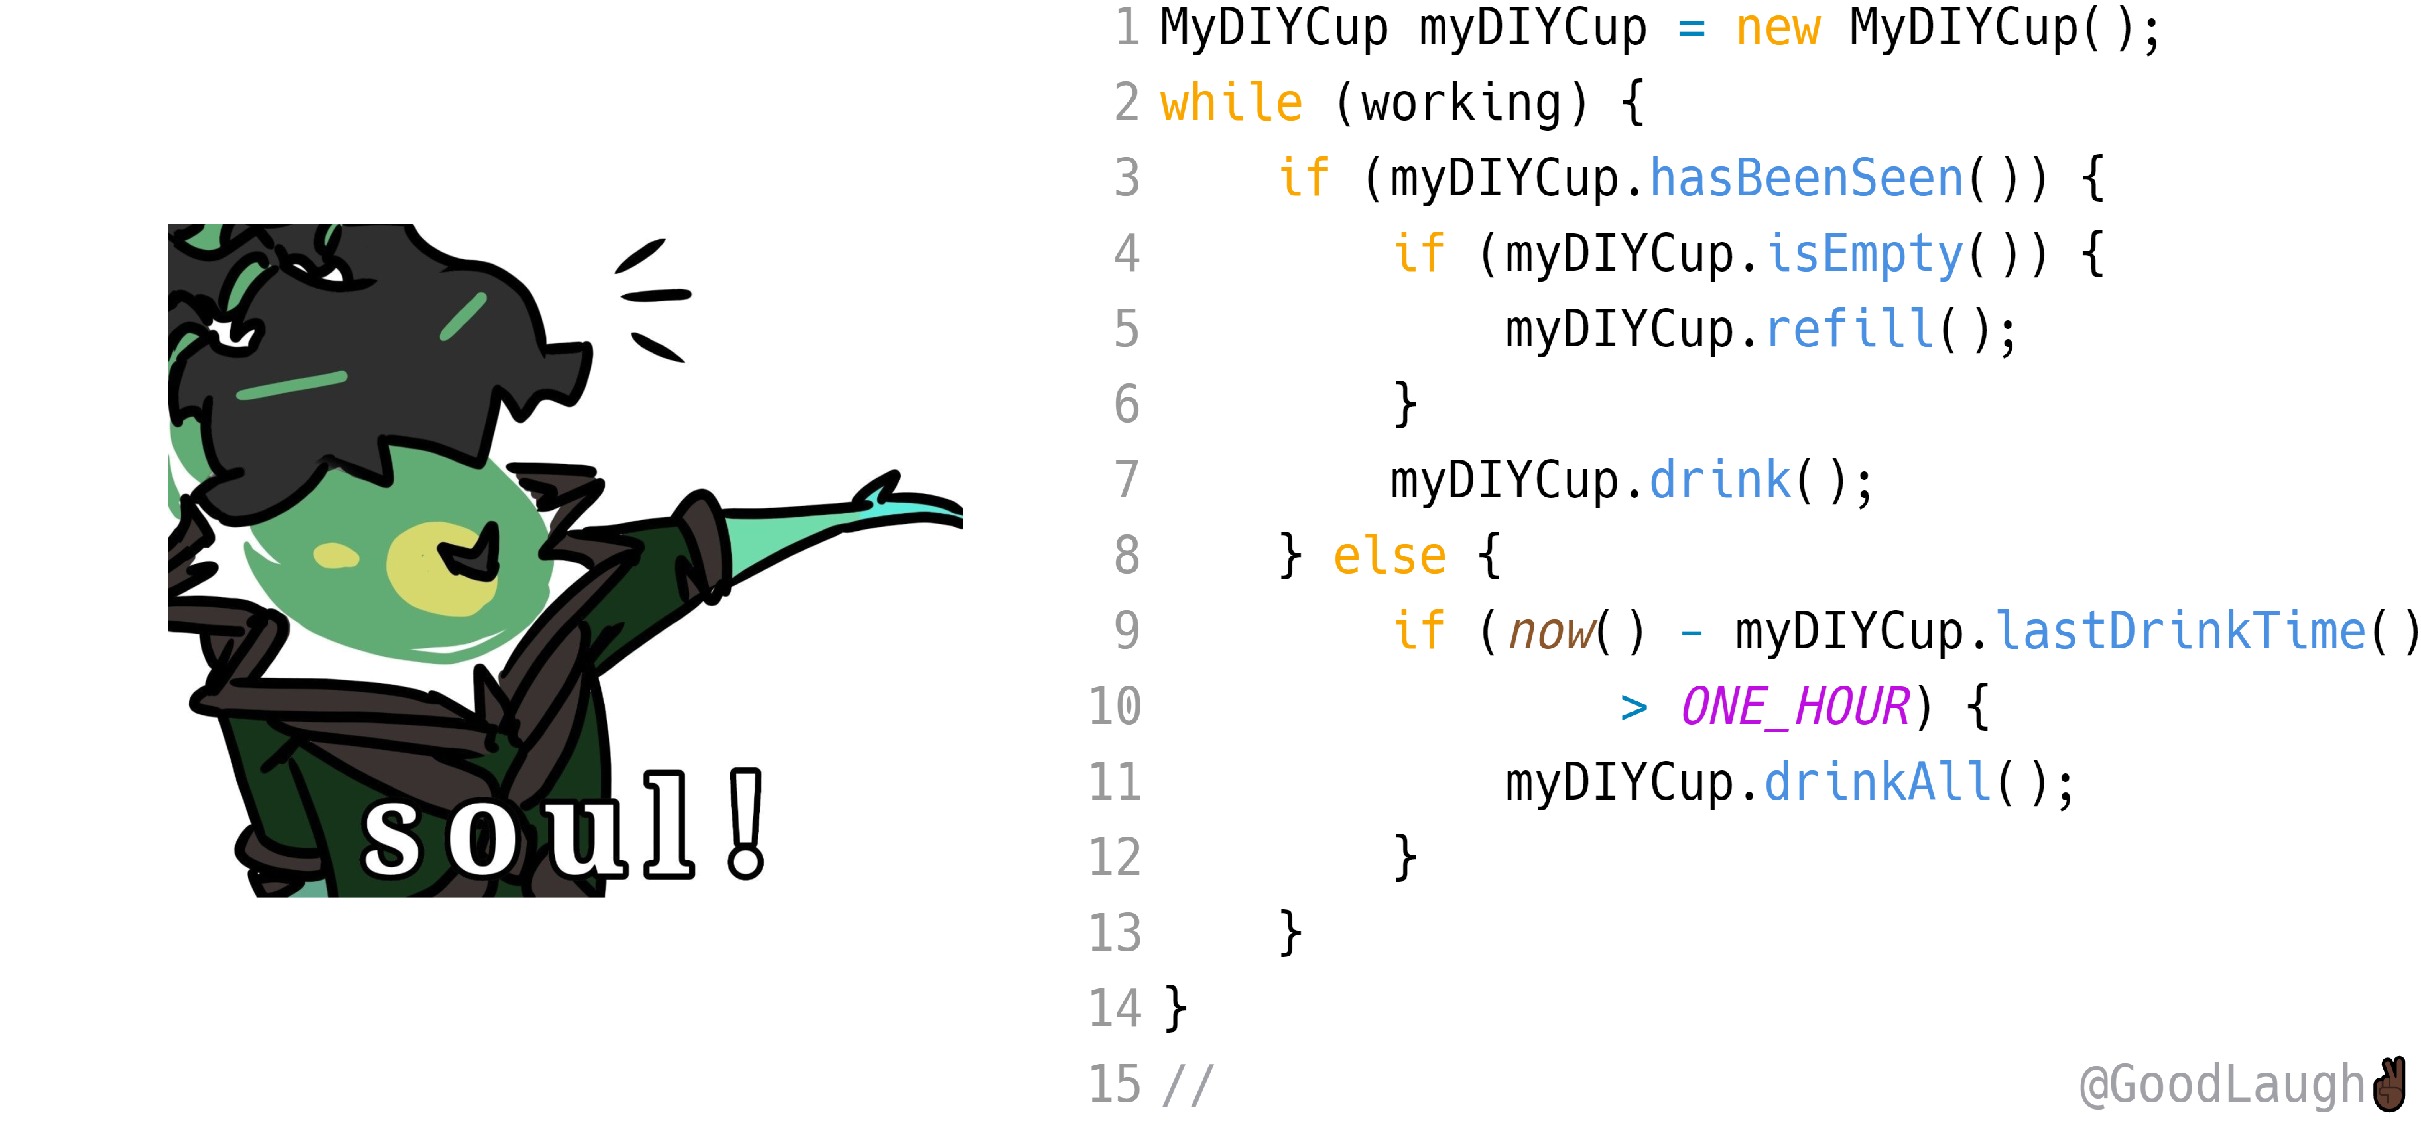 soul!
1 MyDIYCup myDIYCup = new MyDIYCup();
2 while (working) {
3     if (myDIYCup.hasBeenSeen()) {
4         if (myDIYCup.isEmpty()) {
5             myDIYCup.refill();
6         }
7         myDIYCup.drink();
8     } else {
9         if (now() - myDIYCup.lastDrinkTime()
10                 > ONE_HOUR) {
11             myDIYCup.drinkAll();
12         }
13     }
14 }
15 // @GoodLaugh✌🏿